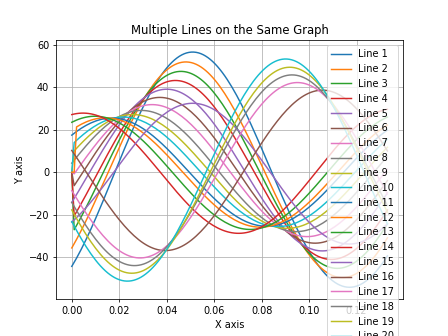 Multiple Lines on the Same Graph
60
40
20
0
−20
−40
Y axis
0.00
0.02
0.04
0.06
0.08
0.10
X axis
Line 1
Line 2
Line 3
Line 4
Line 5
Line 6
Line 7
Line 8
Line 9
Line 10
Line 11
Line 12
Line 13
Line 14
Line 15
Line 16
Line 17
Line 18
Line 19
Line 20